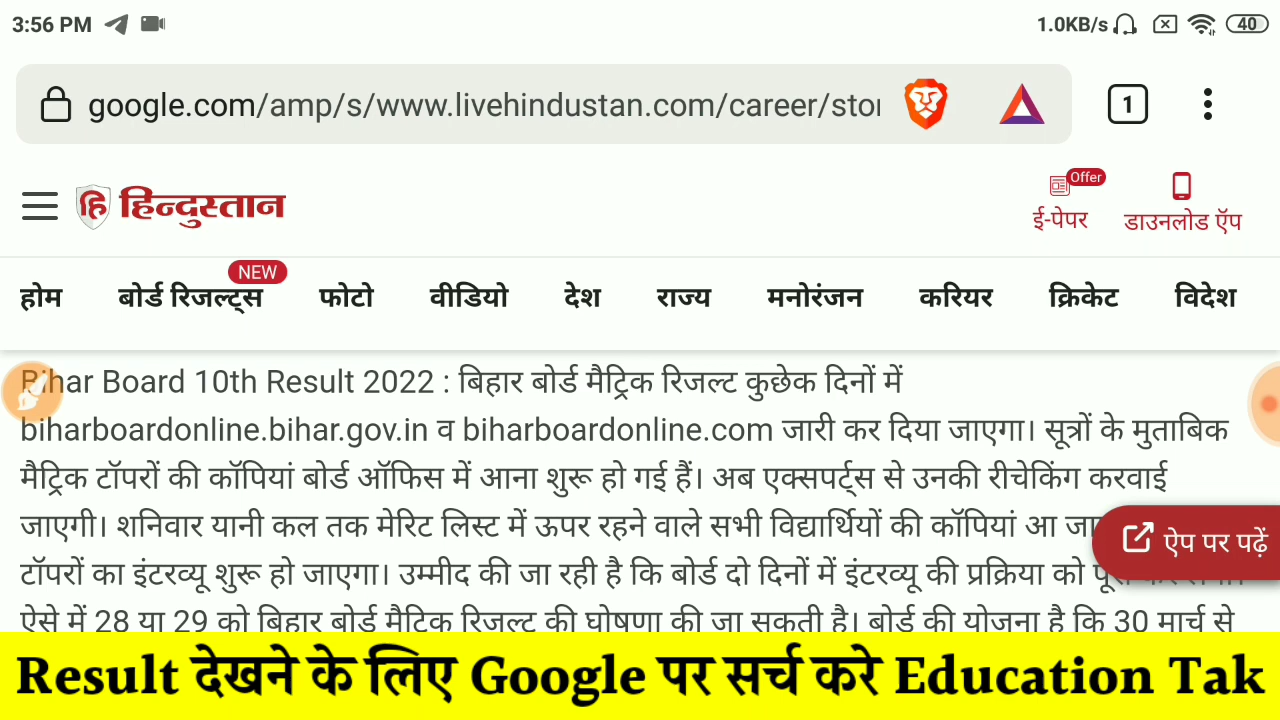 3:56 PM 1.0KB/s 40
google.com/amp/s/www.livehindustan.com/career/stor 1
हि हिन्दुस्तान
Offer
ई-पेपर डाउनलोड ऍप
NEW
होम बोर्ड रिजल्ट्स फोटो वीडियो देश राज्य मनोरंजन करियर क्रिकेट विदेश
Bihar Board 10th Result 2022 : बिहार बोर्ड मैट्रिक रिजल्ट कुछेक दिनों में
biharboardonline.bihar.gov.in व biharboardonline.com जारी कर दिया जाएगा। सूत्रों के मुताबिक
मैट्रिक टॉपरों की कॉपियां बोर्ड ऑफिस में आना शुरू हो गई हैं। अब एक्सपर्ट्स से उनकी रीचेकिंग करवाई
जाएगी। शनिवार यानी कल तक मेरिट लिस्ट में ऊपर रहने वाले सभी विद्यार्थियों की कॉपियां आ
ऐप पर पढ़ें
टॉपरों का इंटरव्यू शुरू हो जाएगा। उम्मीद की जा रही है कि बोर्ड दो दिनों में इंटरव्यू की प्रक्रिया को
ऐसे में 28 या 29 को बिहार बोर्ड मैट्रिक रिजल्ट की घोषणा की जा सकती है। बोर्ड की योजना है कि 30 मार्च से
Result देखने के लिए Google पर सर्च करे Education Tak